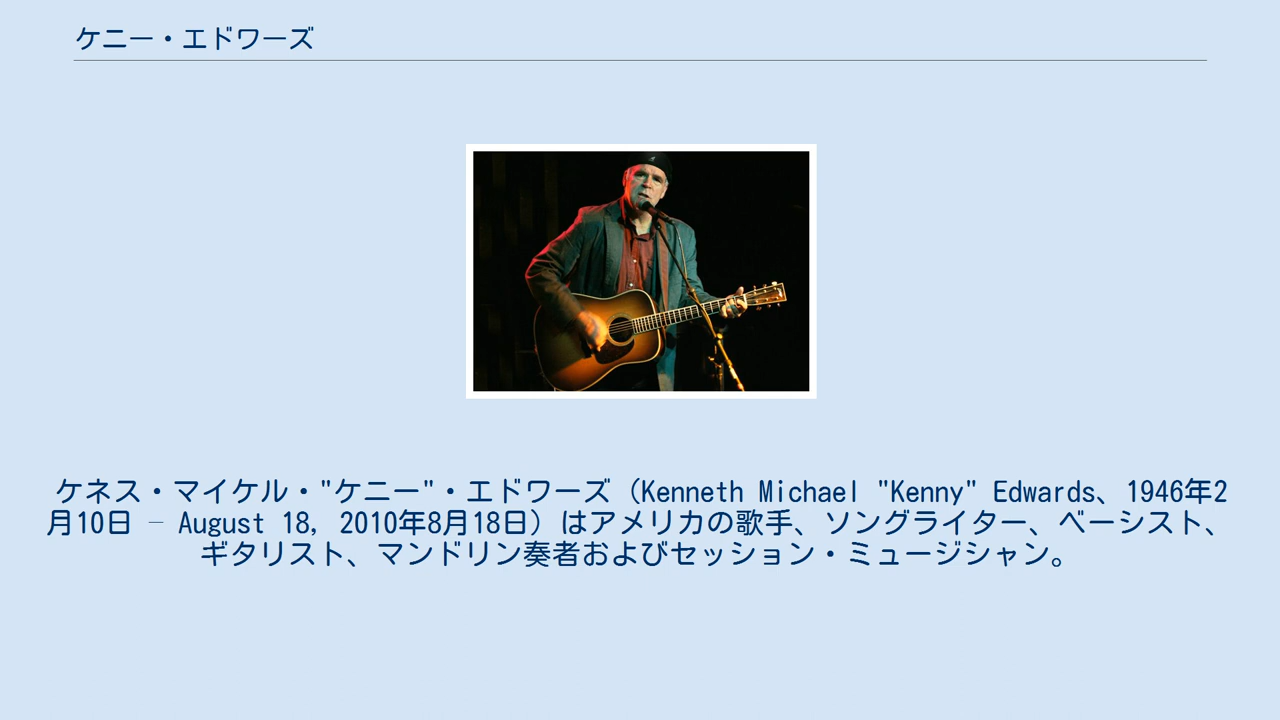 ケニー・エドワーズ
ケネス・マイケル・"ケニー"・エドワーズ（Kenneth Michael "Kenny" Edwards、1946年2
月10日 – August 18, 2010年8月18日）はアメリカの歌手、ソングライター、ベーシスト、
ギタリスト、マンドリン奏者およびセッション・ミュージシャン。